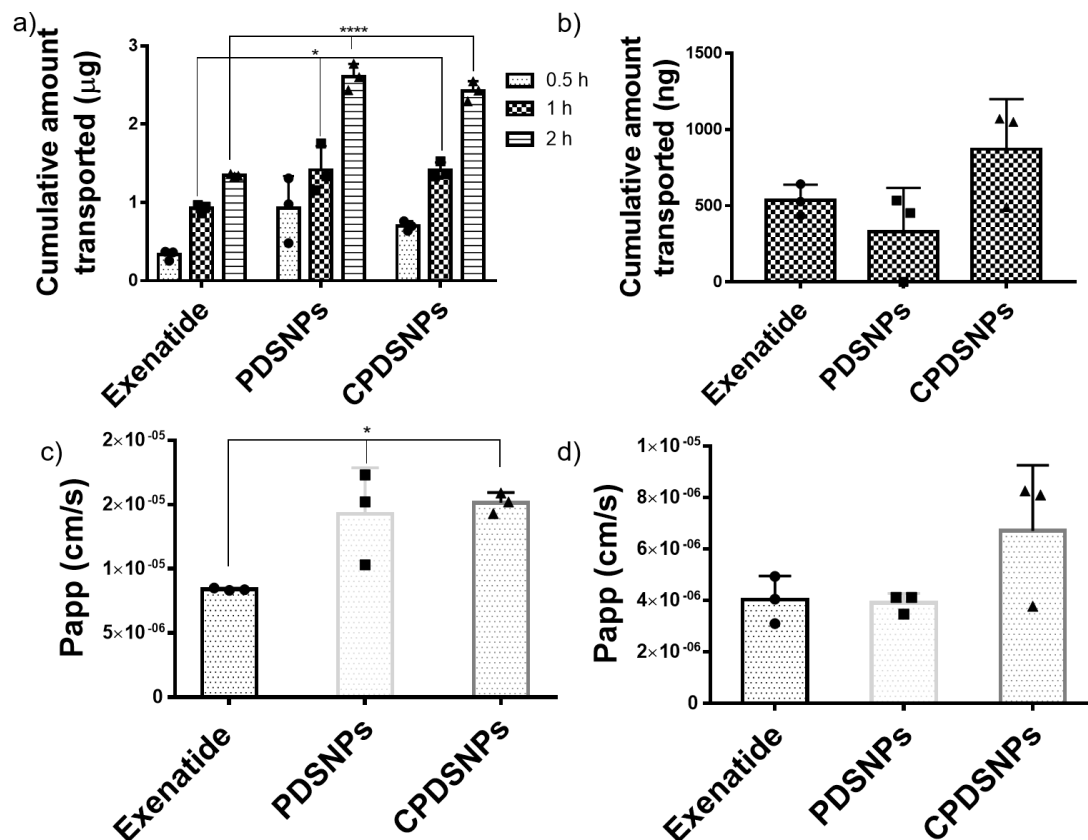 a)
Cumulative amount
transported (µg)
3
2
1
0
****
*
0.5 h
1 h
2 h
Exenatide
PDSNPs
CPDSNPs
b)
Cumulative amount
transported (ng)
1500
1000
500
0
Exenatide
PDSNPs
CPDSNPs
c)
Papp (cm/s)
2×10-05
2×10-05
1×10-05
5×10-06
0
*
Exenatide
PDSNPs
CPDSNPs
d)
Papp (cm/s)
1×10-05
8×10-06
6×10-06
4×10-06
2×10-06
0
Exenatide
PDSNPs
CPDSNPs